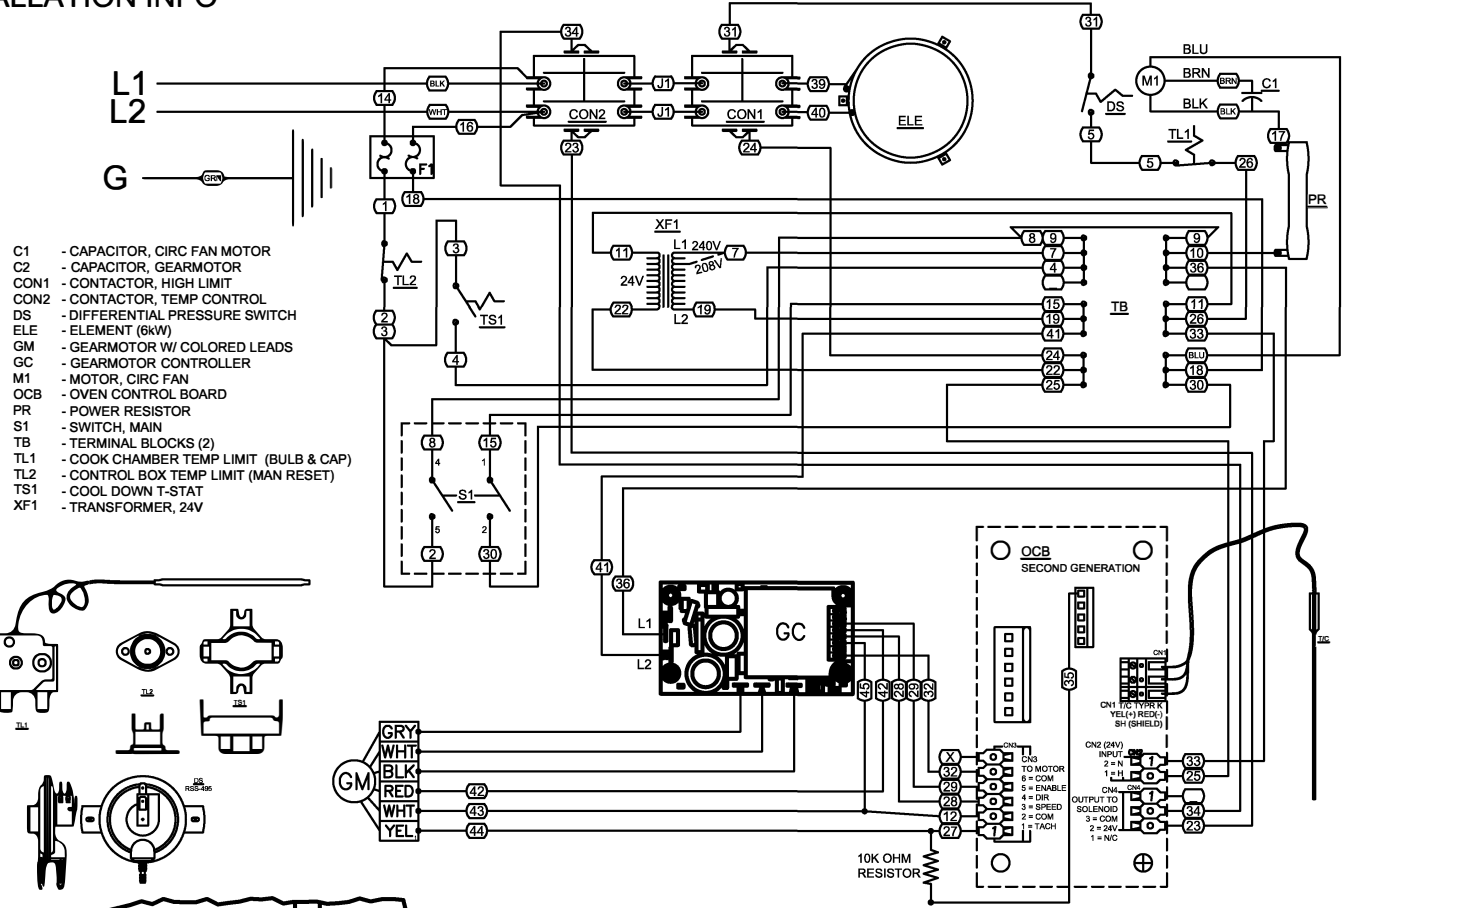 ALLATION INFO
34
31
31
BLU
L1
BLK
J1
39
M1
BRN
BRN
C1
14
DS
L2
WHT
CON2
J1
CON1
40
ELE
BLK
BLK
16
5
TL1
17
23
24
5
26
F1
G
GRN
1
18
PR
XF1
3
11
L1 240V
7
208V
24V
TL2
22
L2
19
TS1
2
3
4
8 9
7
4
15
19
41
24
22
25
TB
9
10
36
11
26
33
BLU
18
30
C1 - CAPACITOR, CIRC FAN MOTOR
C2 - CAPACITOR, GEARMOTOR
CON1 - CONTACTOR, HIGH LIMIT
CON2 - CONTACTOR, TEMP CONTROL
DS - DIFFERENTIAL PRESSURE SWITCH
ELE - ELEMENT (6kW)
GM - GEARMOTOR W/ COLORED LEADS
GC - GEARMOTOR CONTROLLER
M1 - MOTOR, CIRC FAN
OCB - OVEN CONTROL BOARD
PR - POWER RESISTOR
S1 - SWITCH, MAIN
TB - TERMINAL BLOCKS (2)
TL1 - COOK CHAMBER TEMP LIMIT (BULB & CAP)
TL2 - CONTROL BOX TEMP LIMIT (MAN RESET)
TS1 - COOL DOWN T-STAT
XF1 - TRANSFORMER, 24V
8
15
4
1
S1
5
2
2
30
41
36
L1
L2
GC
45
42
28
29
32
OCB
SECOND GENERATION
35
CN1
CN1 T/C TYPR K
YEL(+) RED(-)
SH (SHIELD)
T/C
TL1
TL2
TS1
DS
RSS-495
GM
GRY
WHT
BLK
RED
WHT
YEL
42
43
44
X
32
29
28
12
27
CN3
CN3
TO MOTOR
6 = COM
5 = ENABLE
4 = DIR
3 = SPEED
2 = COM
1 = TACH
1
CN2 (24V)
INPUT
2 = N
1 = H
CN2
1
33
25
CN4
OUTPUT TO
SOLENOID
3 = COM
2 = 24V
1 = N/C
CN4
1
34
23
10K OHM
RESISTOR